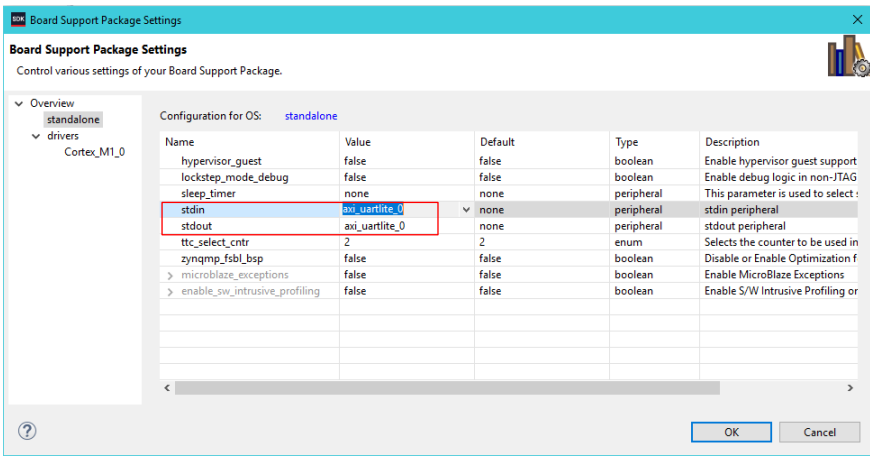 SDK Board Support Package Settings
Board Support Package Settings
Control various settings of your Board Support Package.
Overview
standalone
drivers
Cortex_M1_0
Configuration for OS: standalone
Name Value Default Type Description
hypervisor_guest false false boolean Enable hypervisor guest support
lockstep_mode_debug false false boolean Enable debug logic in non-JTAG
sleep_timer none none peripheral This parameter is used to select
stdin axi_uartlite_0 none peripheral stdin peripheral
stdout axi_uartlite_0 none peripheral stdout peripheral
ttc_select_cntr 2 2 enum Selects the counter to be used in
zynqmp_fsbl_bsp false false boolean Disable or Enable Optimization f
microblaze_exceptions false false boolean Enable MicroBlaze Exceptions
enable_sw_intrusive_profiling false false boolean Enable S/W Intrusive Profiling or
? OK Cancel